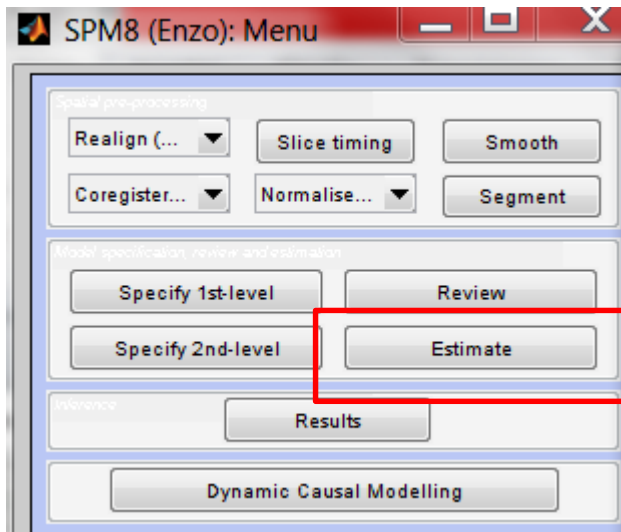 SPM8 (Enzo): Menu
Spatial pre-processing
Realign (... Slice timing Smooth
Coregister... Normalise... Segment
Model specification, review and estimation
Specify 1st-level Review
Specify 2nd-level Estimate
Inference
Results
Dynamic Causal Modelling